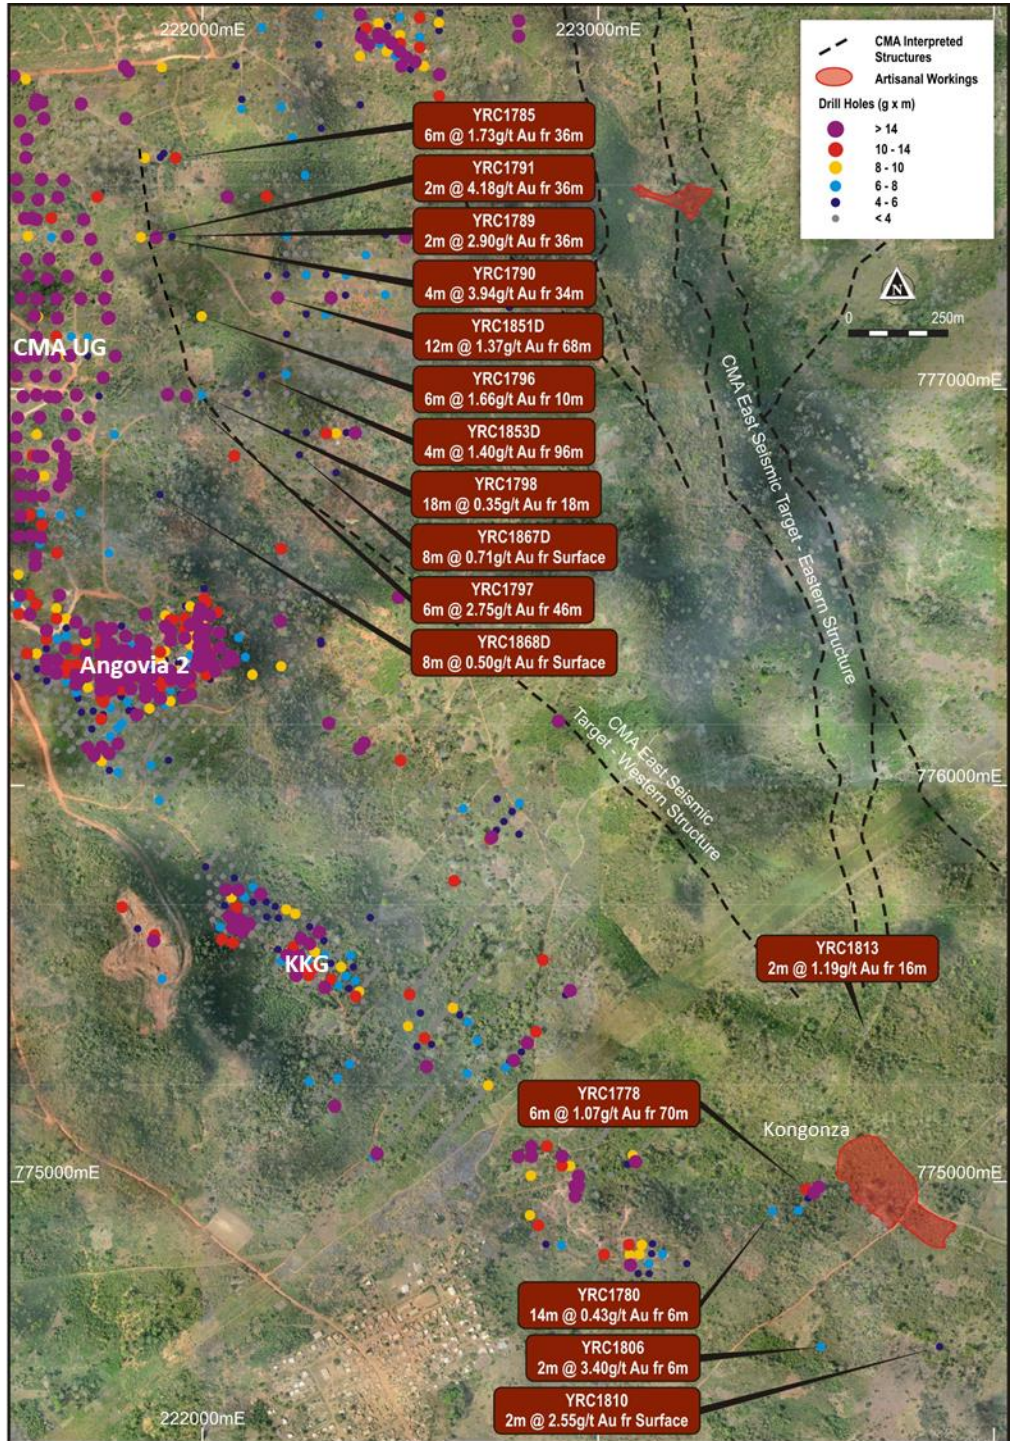 222000mE
223000mE
CMA Interpreted
Structures
Artisanal Workings
Drill Holes (g x m)
> 14
10 - 14
8 - 10
6 - 8
4 - 6
< 4
N
0 250m
YRC1785
6m @ 1.73g/t Au fr 36m
YRC1791
2m @ 4.18g/t Au fr 36m
YRC1789
2m @ 2.90g/t Au fr 36m
YRC1790
4m @ 3.94g/t Au fr 34m
YRC1851D
12m @ 1.37g/t Au fr 68m
YRC1796
6m @ 1.66g/t Au fr 10m
YRC1853D
4m @ 1.40g/t Au fr 96m
YRC1798
18m @ 0.35g/t Au fr 18m
YRC1867D
8m @ 0.71g/t Au fr Surface
YRC1797
6m @ 2.75g/t Au fr 46m
YRC1868D
8m @ 0.50g/t Au fr Surface
CMA UG
777000mE
CMA East Seismic Target - Eastern Structure
Angovia 2
CMA East Seismic
Target - Western Structure
776000mE
KKG
YRC1813
2m @ 1.19g/t Au fr 16m
YRC1778
6m @ 1.07g/t Au fr 70m
Kongonza
775000mE
775000mE
YRC1780
14m @ 0.43g/t Au fr 6m
YRC1806
2m @ 3.40g/t Au fr 6m
YRC1810
2m @ 2.55g/t Au fr Surface
222000mE